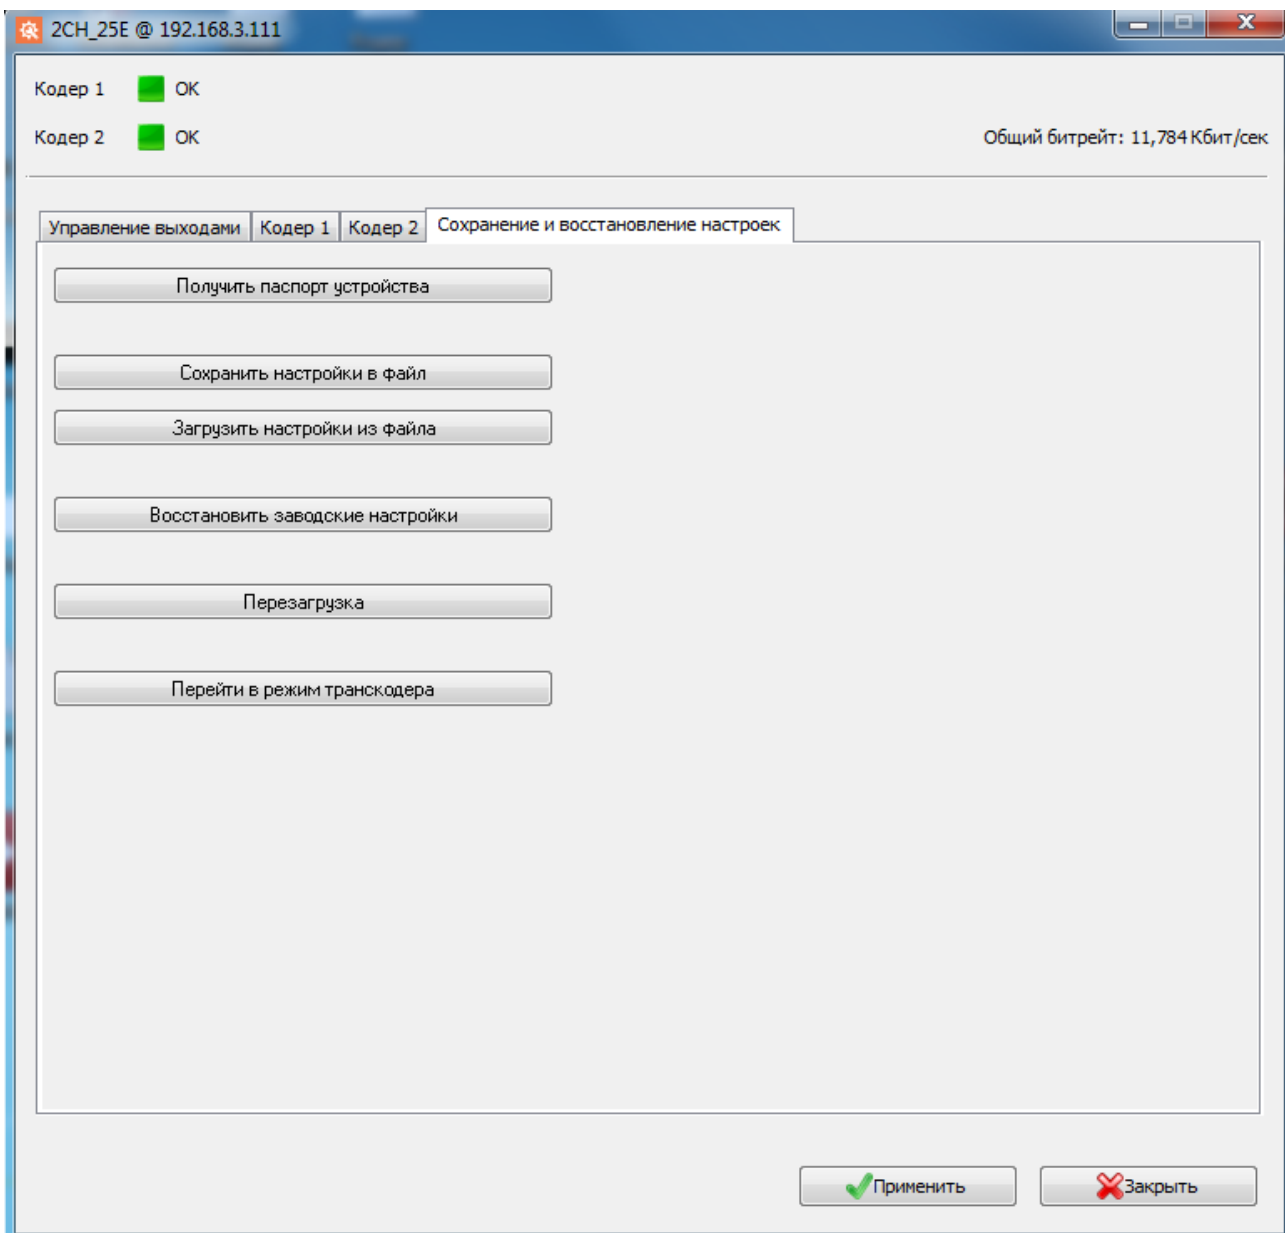 2CH_25E @ 192.168.3.111
Кодер 1 OK
Кодер 2 OK
Общий битрейт: 11,784 Кбит/сек
Управление выходами Кодер 1 Кодер 2 Сохранение и восстановление настроек
Получить паспорт устройства
Сохранить настройки в файл
Загрузить настройки из файла
Восстановить заводские настройки
Перезагрузка
Перейти в режим транскодера
Применить Закрыть